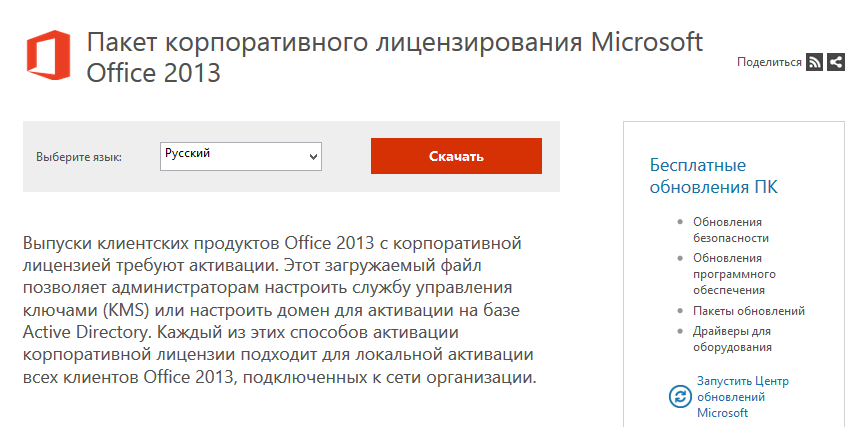 Пакет корпоративного лицензирования Microsoft
Office 2013
Поделиться
Выберите язык:
Русский
Скачать
Выпуски клиентских продуктов Office 2013 с корпоративной
лицензией требуют активации. Этот загружаемый файл
позволяет администраторам настроить службу управления
ключами (KMS) или настроить домен для активации на базе
Active Directory. Каждый из этих способов активации
корпоративной лицензии подходит для локальной активации
всех клиентов Office 2013, подключенных к сети организации.
Бесплатные
обновления ПК
Обновления
безопасности
Обновления
программного
обеспечения
Пакеты обновлений
Драйверы для
оборудования
Запустить Центр
обновлений
Microsoft